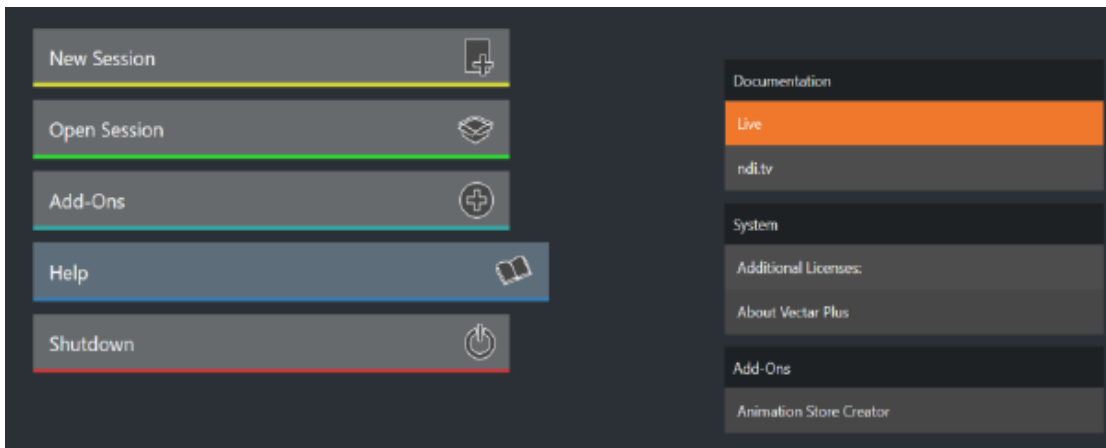 New Session
Open Session
Add-Ons
Help
Shutdown
Documentation
Live
ndi.tv
System
Additional Licenses:
About Vectar Plus
Add-Ons
Animation Store Creator